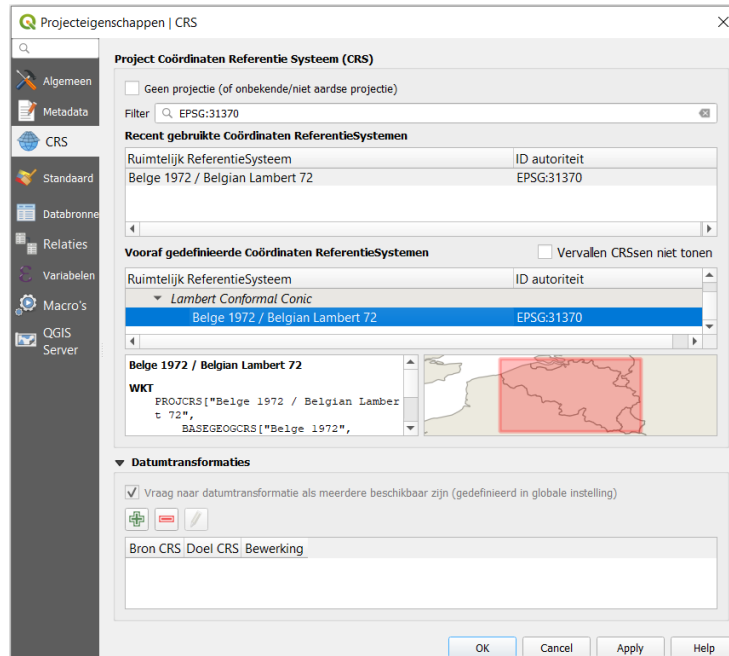 Projecteigenschappen | CRS
Algemeen
Metadata
CRS
Standaard
Databronne
Relaties
Variabelen
Macro's
QGIS
Server
Project Coördinaten Referentie Systeem (CRS)
Geen projectie (of onbekende/niet aardse projectie)
Filter EPSG:31370
Recent gebruikte Coördinaten ReferentieSystemen
Ruimtelijk ReferentieSysteem ID autoriteit
Belge 1972 / Belgian Lambert 72 EPSG:31370
Vooraf gedefinieerde Coördinaten ReferentieSystemen Vervallen CRSsen niet tonen
Ruimtelijk ReferentieSysteem ID autoriteit
Lambert Conformal Conic
Belge 1972 / Belgian Lambert 72 EPSG:31370
Belge 1972 / Belgian Lambert 72
WKT
PROJCRS["Belge 1972 / Belgian Lamber
t 72",
BASEGEOGCRS["Belge 1972",
Datumtransformaties
Vraag naar datumtransformatie als meerdere beschikbaar zijn (gedefinieerd in globale instelling)
Bron CRS Doel CRS Bewerking
OK Cancel Apply Help